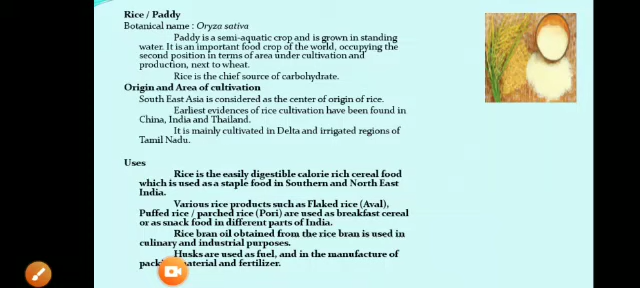 Rice / Paddy
Botanical name : Oryza sativa
Paddy is a semi-aquatic crop and is grown in standing
water. It is an important food crop of the world, occupying the
second position in terms of area under cultivation and
production, next to wheat.
Rice is the chief source of carbohydrate.
Origin and Area of cultivation
South East Asia is considered as the center of origin of rice.
Earliest evidences of rice cultivation have been found in
China, India and Thailand.
It is mainly cultivated in Delta and irrigated regions of
Tamil Nadu.
Uses
Rice is the easily digestible calorie rich cereal food
which is used as a staple food in Southern and North East
India.
Various rice products such as Flaked rice (Aval),
Puffed rice / parched rice (Pori) are used as breakfast cereal
or as snack food in different parts of India.
Rice bran oil obtained from the rice bran is used in
culinary and industrial purposes.
Husks are used as fuel, and in the manufacture of
material and fertilizer.